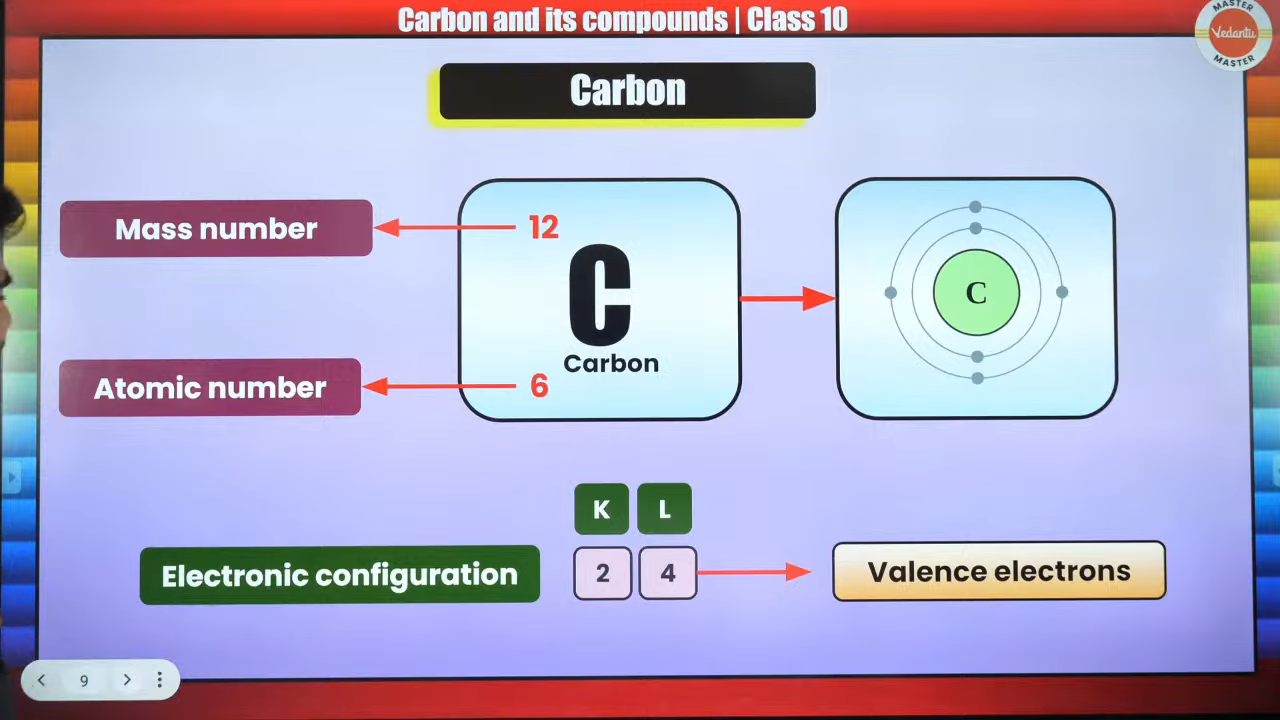 Carbon and its compounds | Class 10
MASTER
Vedantu
MASTER
Carbon
Mass number
12
C
Carbon
Atomic number
6
C
K L
Electronic configuration
2 4
Valence electrons
9